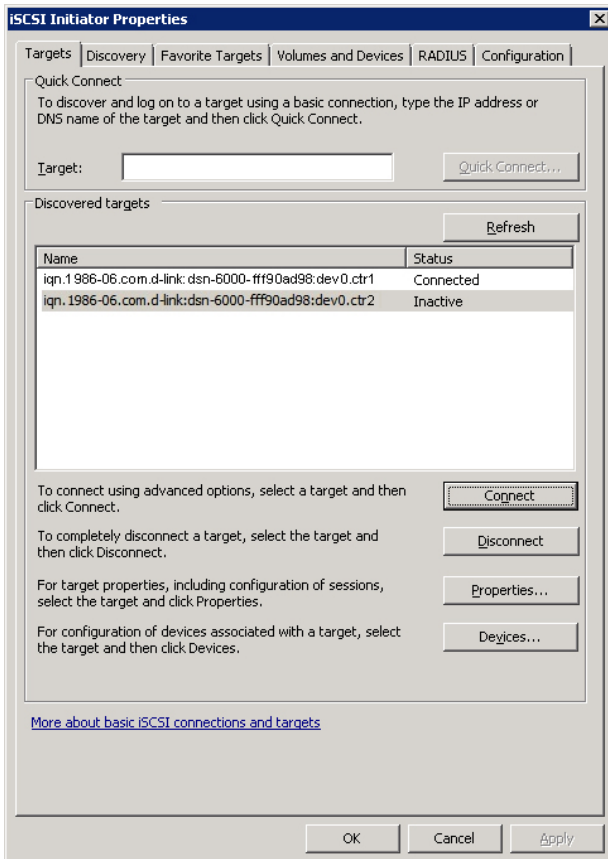 iSCSI Initiator Properties
Targets Discovery Favorite Targets Volumes and Devices RADIUS Configuration
Quick Connect
To discover and log on to a target using a basic connection, type the IP address or
DNS name of the target and then click Quick Connect.
Target: Quick Connect...
Discovered targets
Refresh
Name Status
iqn.1986-06.com.d-link:dsn-6000-fff90ad98:dev0.ctr1 Connected
iqn.1986-06.com.d-link:dsn-6000-fff90ad98:dev0.ctr2 Inactive
To connect using advanced options, select a target and then
click Connect.
Connect
To completely disconnect a target, select the target and
then click Disconnect.
Disconnect
For target properties, including configuration of sessions,
select the target and click Properties.
Properties...
For configuration of devices associated with a target, select
the target and then click Devices.
Devices...
More about basic iSCSI connections and targets
OK Cancel Apply